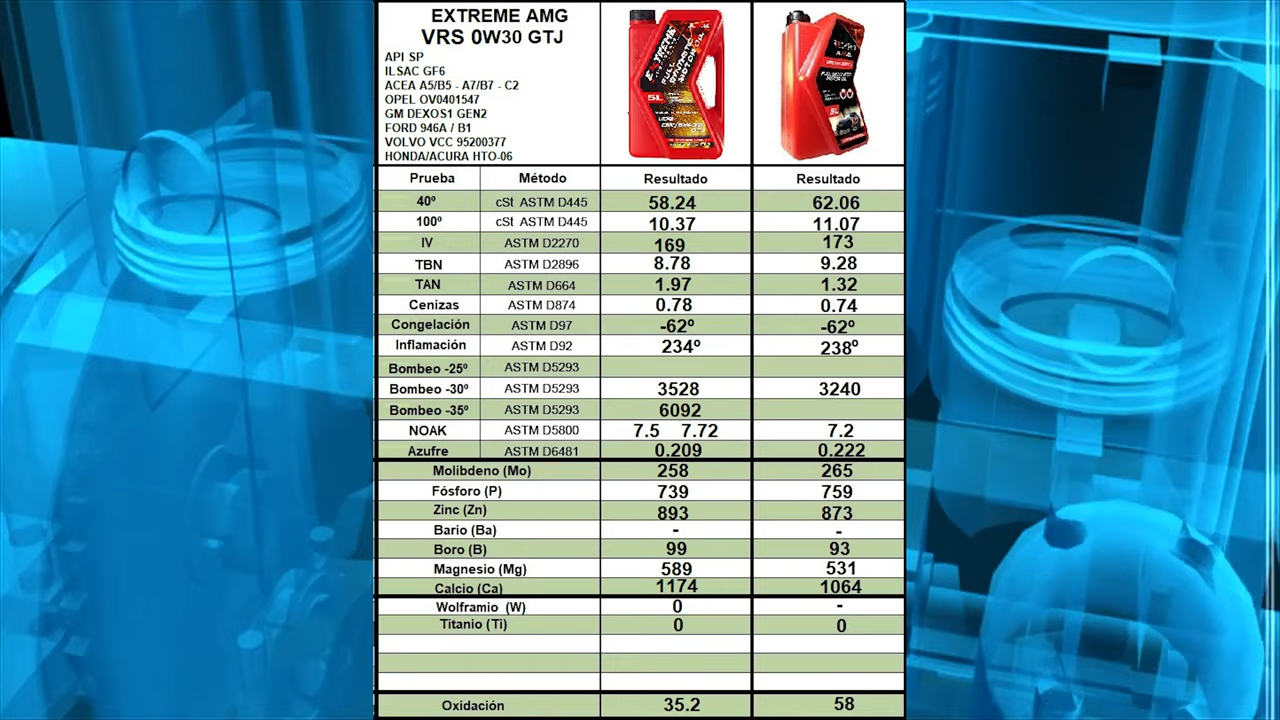 EXTREME AMG
VRS 0W30 GTJ
API SP
ILSAC GF6
ACEA A5/B5 - A7/B7 - C2
OPEL OV0401547
GM DEXOS1 GEN2
FORD 946A / B1
VOLVO VCC 95200377
HONDA/ACURA HTO-06
EXTREME
FULL
SYNTHETIC
MOTOR OIL
5L
Prueba Método Resultado Resultado
40º cSt ASTM D445 58.24 62.06
100º cSt ASTM D445 10.37 11.07
IV ASTM D2270 169 173
TBN ASTM D2896 8.78 9.28
TAN ASTM D664 1.97 1.32
Cenizas ASTM D874 0.78 0.74
Congelación ASTM D97 -62º -62º
Inflamación ASTM D92 234º 238º
Bombeo -25º ASTM D5293
Bombeo -30º ASTM D5293 3528 3240
Bombeo -35º ASTM D5293 6092
NOAK ASTM D5800 7.5 7.72 7.2
Azufre ASTM D6481 0.209 0.222
Molibdeno (Mo) 258 265
Fósforo (P) 739 759
Zinc (Zn) 893 873
Bario (Ba) - -
Boro (B) 99 93
Magnesio (Mg) 589 531
Calcio (Ca) 1174 1064
Wolframio (W) 0 -
Titanio (Ti) 0 0
Oxidación 35.2 58